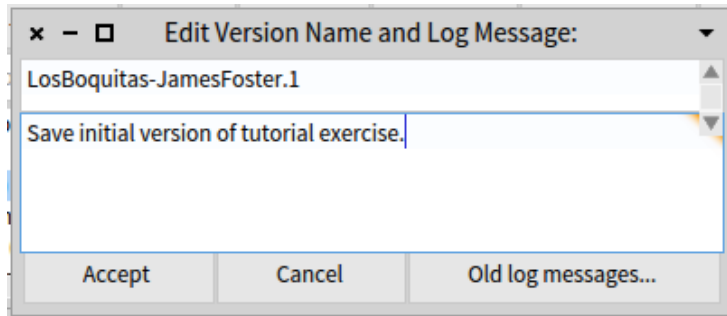 Edit Version Name and Log Message:
LosBoquitas-JamesFoster.1
Save initial version of tutorial exercise.
Accept Cancel Old log messages...